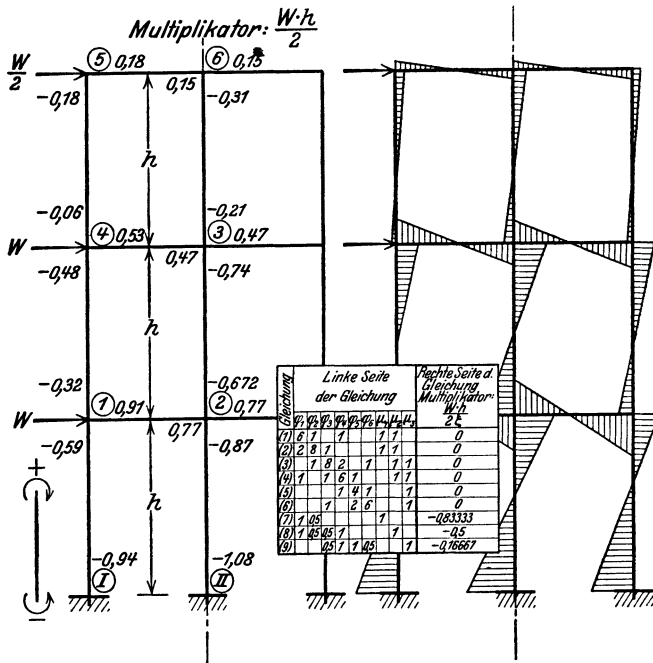 Multiplikator: W·h/2
W/2
⑤ 0,18 ⑥ 0,15
0,15
-0,18 -0,31
h
-0,06 -0,21
W ④ 0,53 ③ 0,47
0,47
-0,48 -0,74
h
-0,32 -0,672
W ① 0,91 ② 0,77
0,77
-0,59 -0,87
+
h
-0,94 -1,08
I II
−
Gleichung
Linke Seite der Gleichung
Rechte Seite d. Gleichung Multiplikator: W·h/2ξ
φ₁ φ₂ φ₃ φ₄ φ₅ φ₆ μ₁ μ₂ μ₃
(1) 6 1 1 1 1 0
(2) 2 8 1 1 1 0
(3) 1 8 2 1 1 1 0
(4) 1 1 6 1 1 1 0
(5) 1 4 1 1 0
(6) 1 2 6 1 0
(7) 1 0,5 1 -0,83333
(8) 1 0,5 0,5 1 1 -0,5
(9) 0,5 1 1 0,5 1 -0,16667